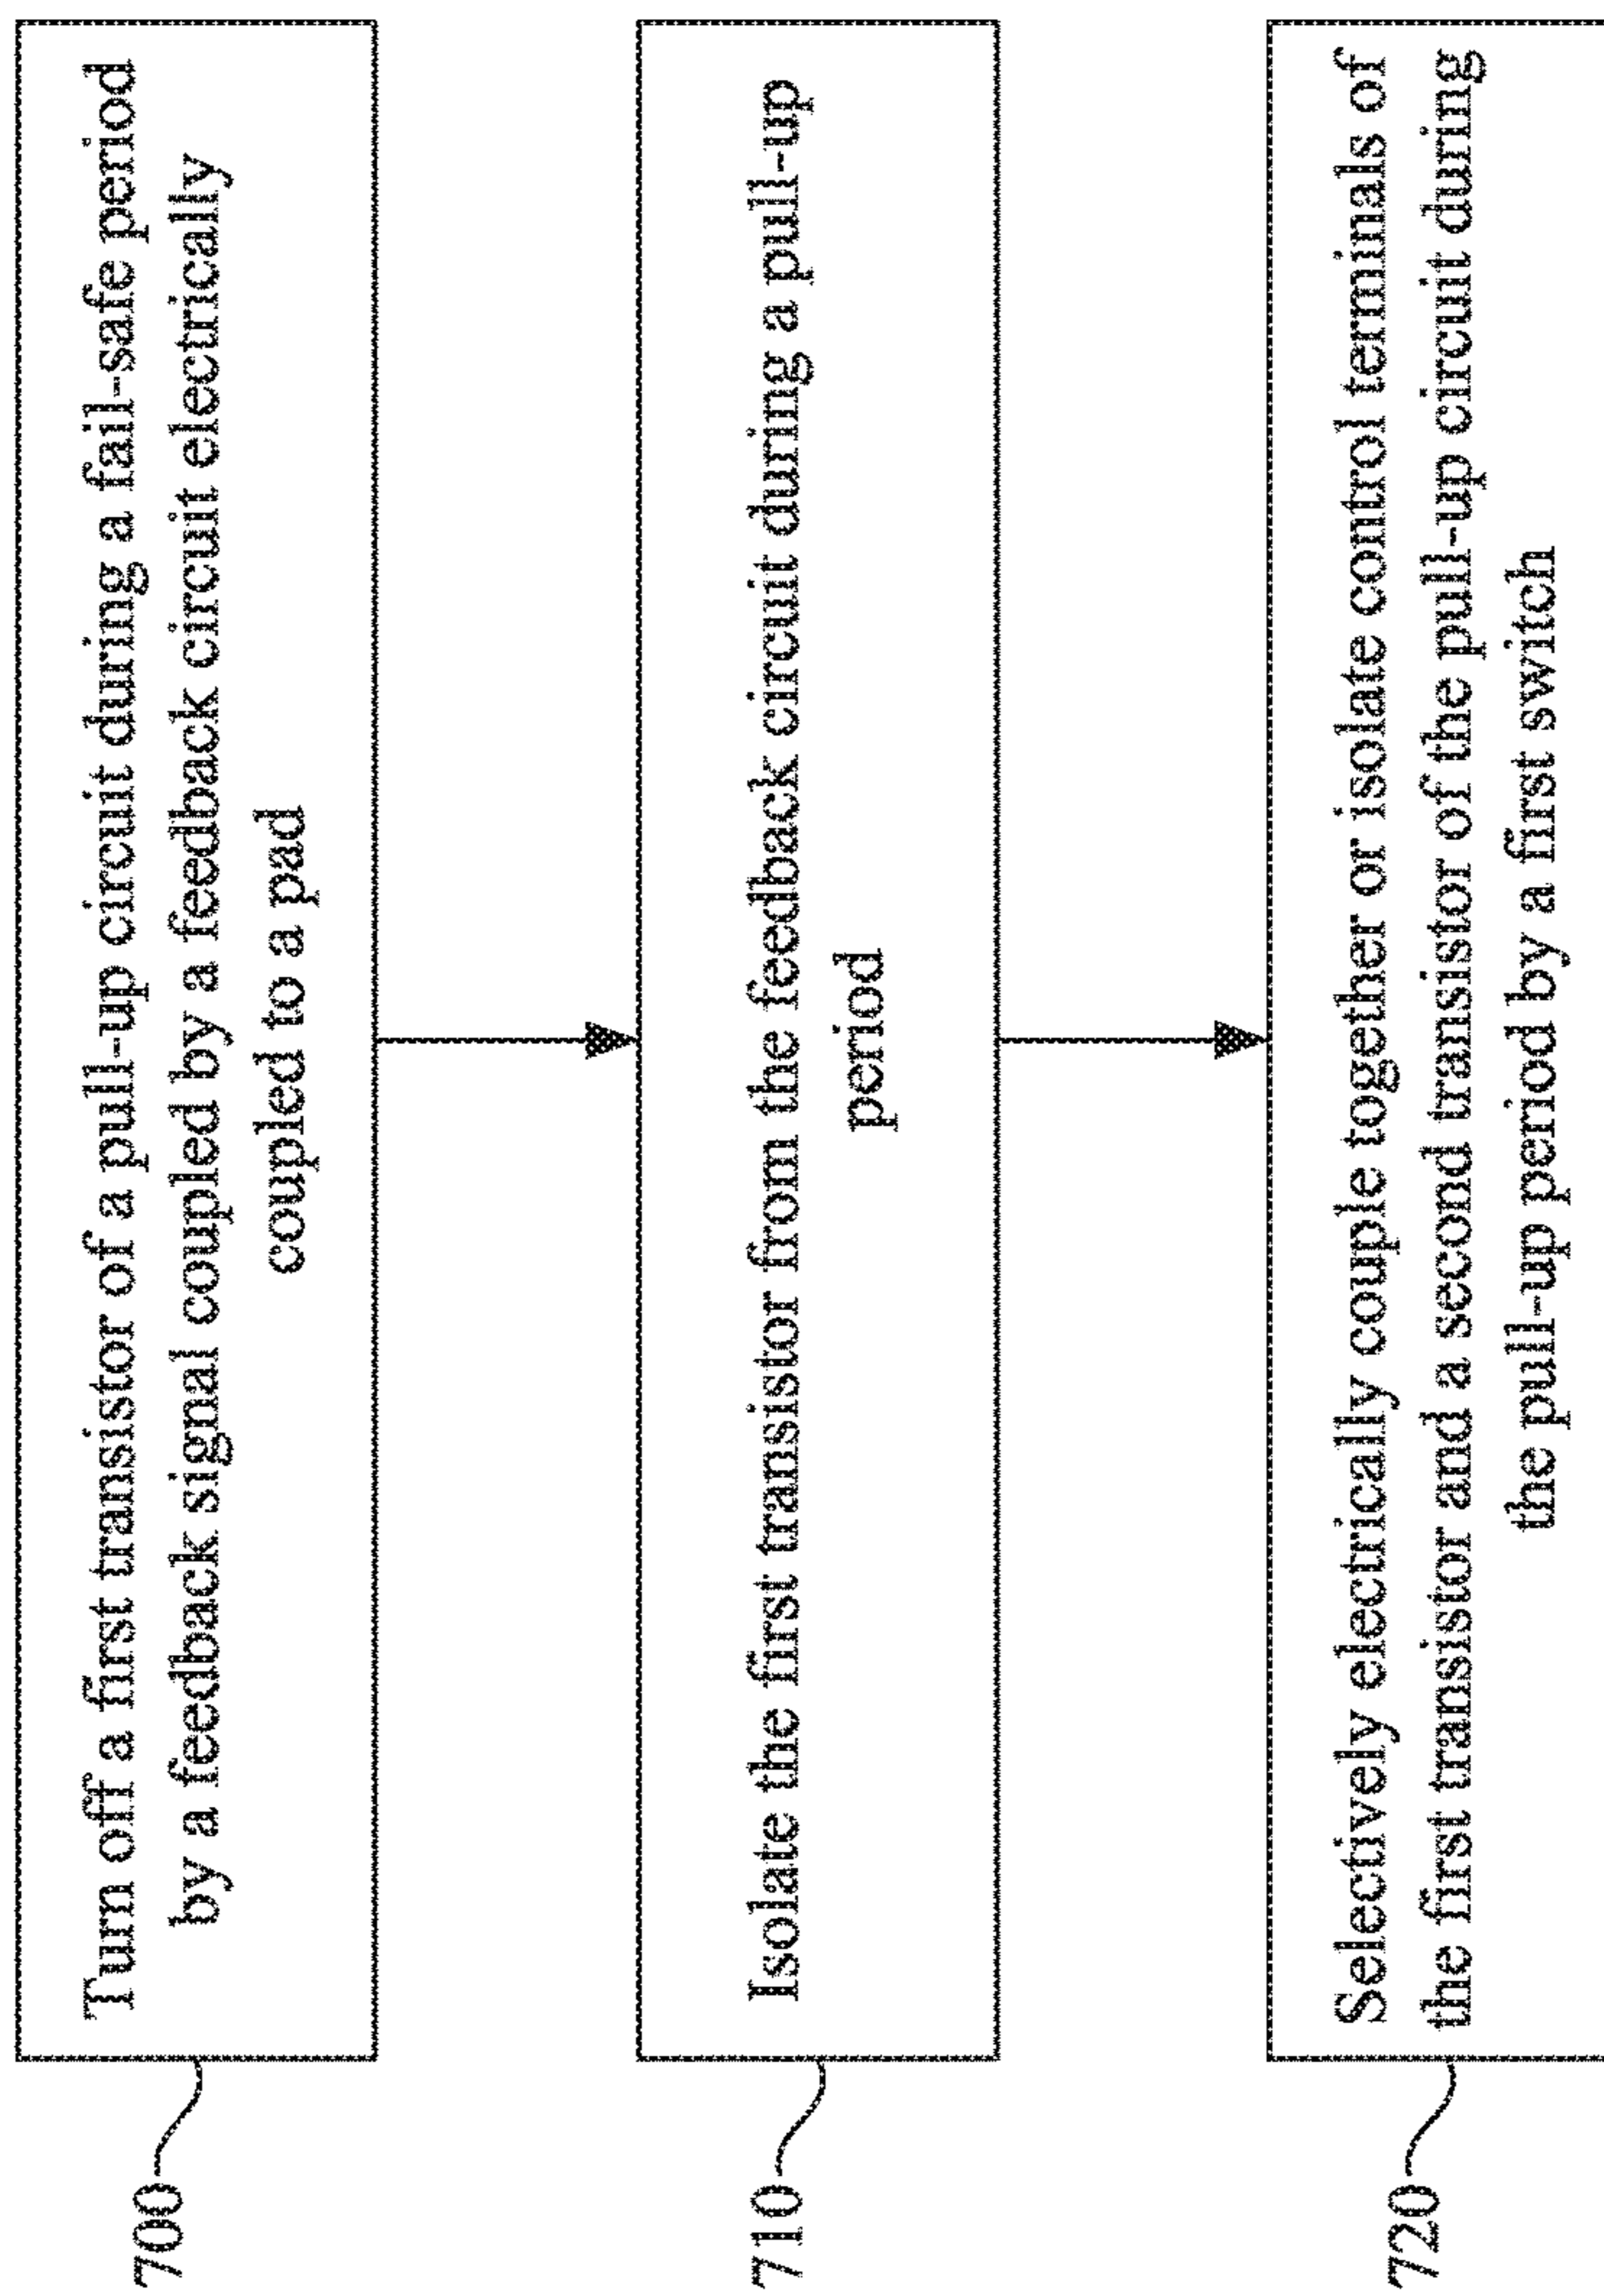 700
Turn off a first transistor of a pull-up circuit during a fail-safe period
by a feedback signal coupled by a feedback circuit electrically
coupled to a pad
710
Isolate the first transistor from the feedback circuit during a pull-up
period
720
Selectively electrically couple together or isolate control terminals of
the first transistor and a second transistor of the pull-up circuit during
the pull-up period by a first switch